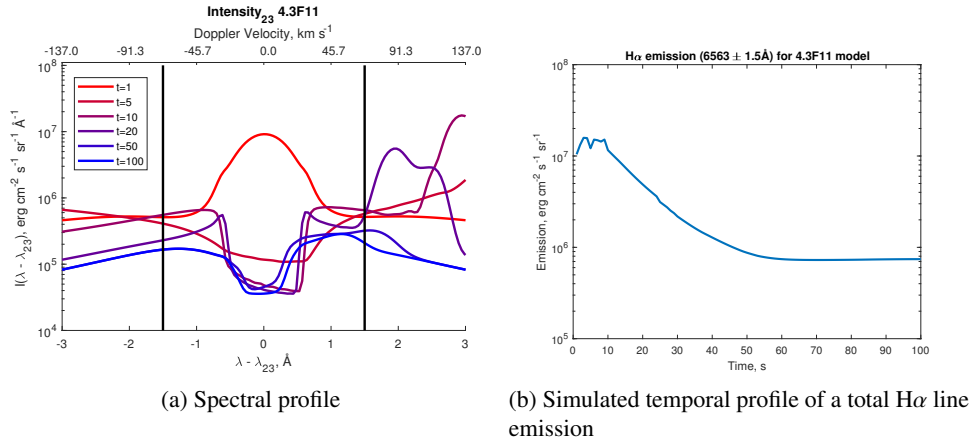 Intensity23 4.3F11
Doppler Velocity, km s-1
-137.0 -91.3 -45.7 0.0 45.7 91.3 137.0
10^8
10^7
10^6
10^5
10^4
I(λ - λ23), erg cm-2 s-1 sr-1 Å-1
t=1
t=5
t=10
t=20
t=50
t=100
-3 -2 -1 0 1 2 3
λ - λ23, Å
(a) Spectral profile
Hα emission (6563 ± 1.5Å) for 4.3F11 model
10^8
10^7
10^6
10^5
Emission, erg cm-2 s-1 sr1
0 10 20 30 40 50 60 70 80 90 100
Time, s
(b) Simulated temporal profile of a total Hα line
emission